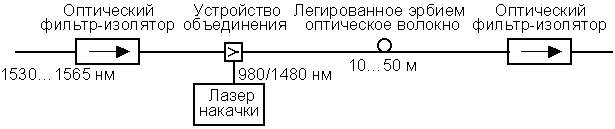 Оптический
фильтр-изолятор
Устройство
объединения
Легированное эрбием
оптическое волокно
Оптический
фильтр-изолятор
1530...1565 нм
980/1480 нм
10...50 м
Лазер
накачки